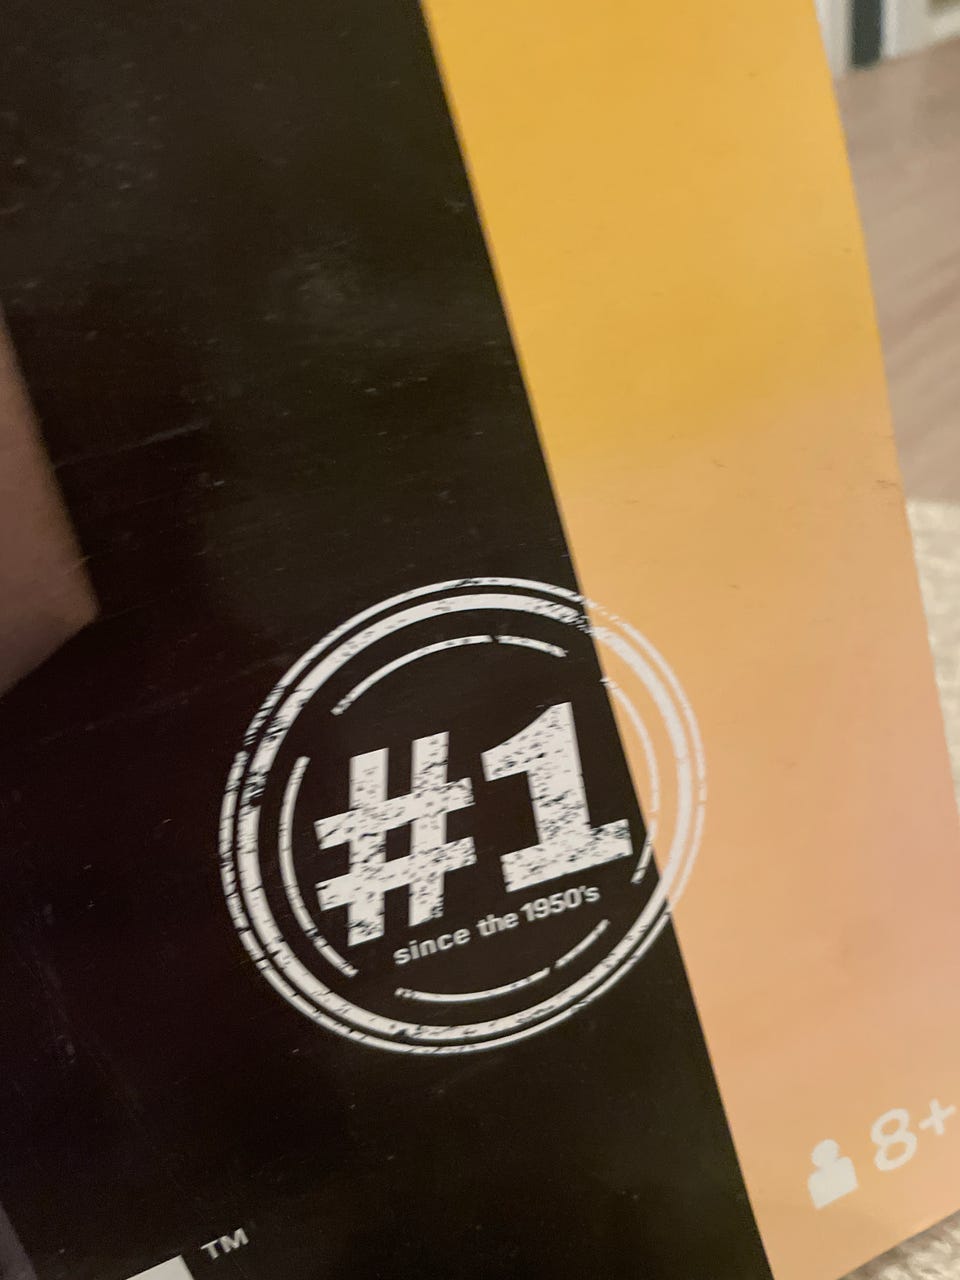 #1
since the 1950's
8+
TM